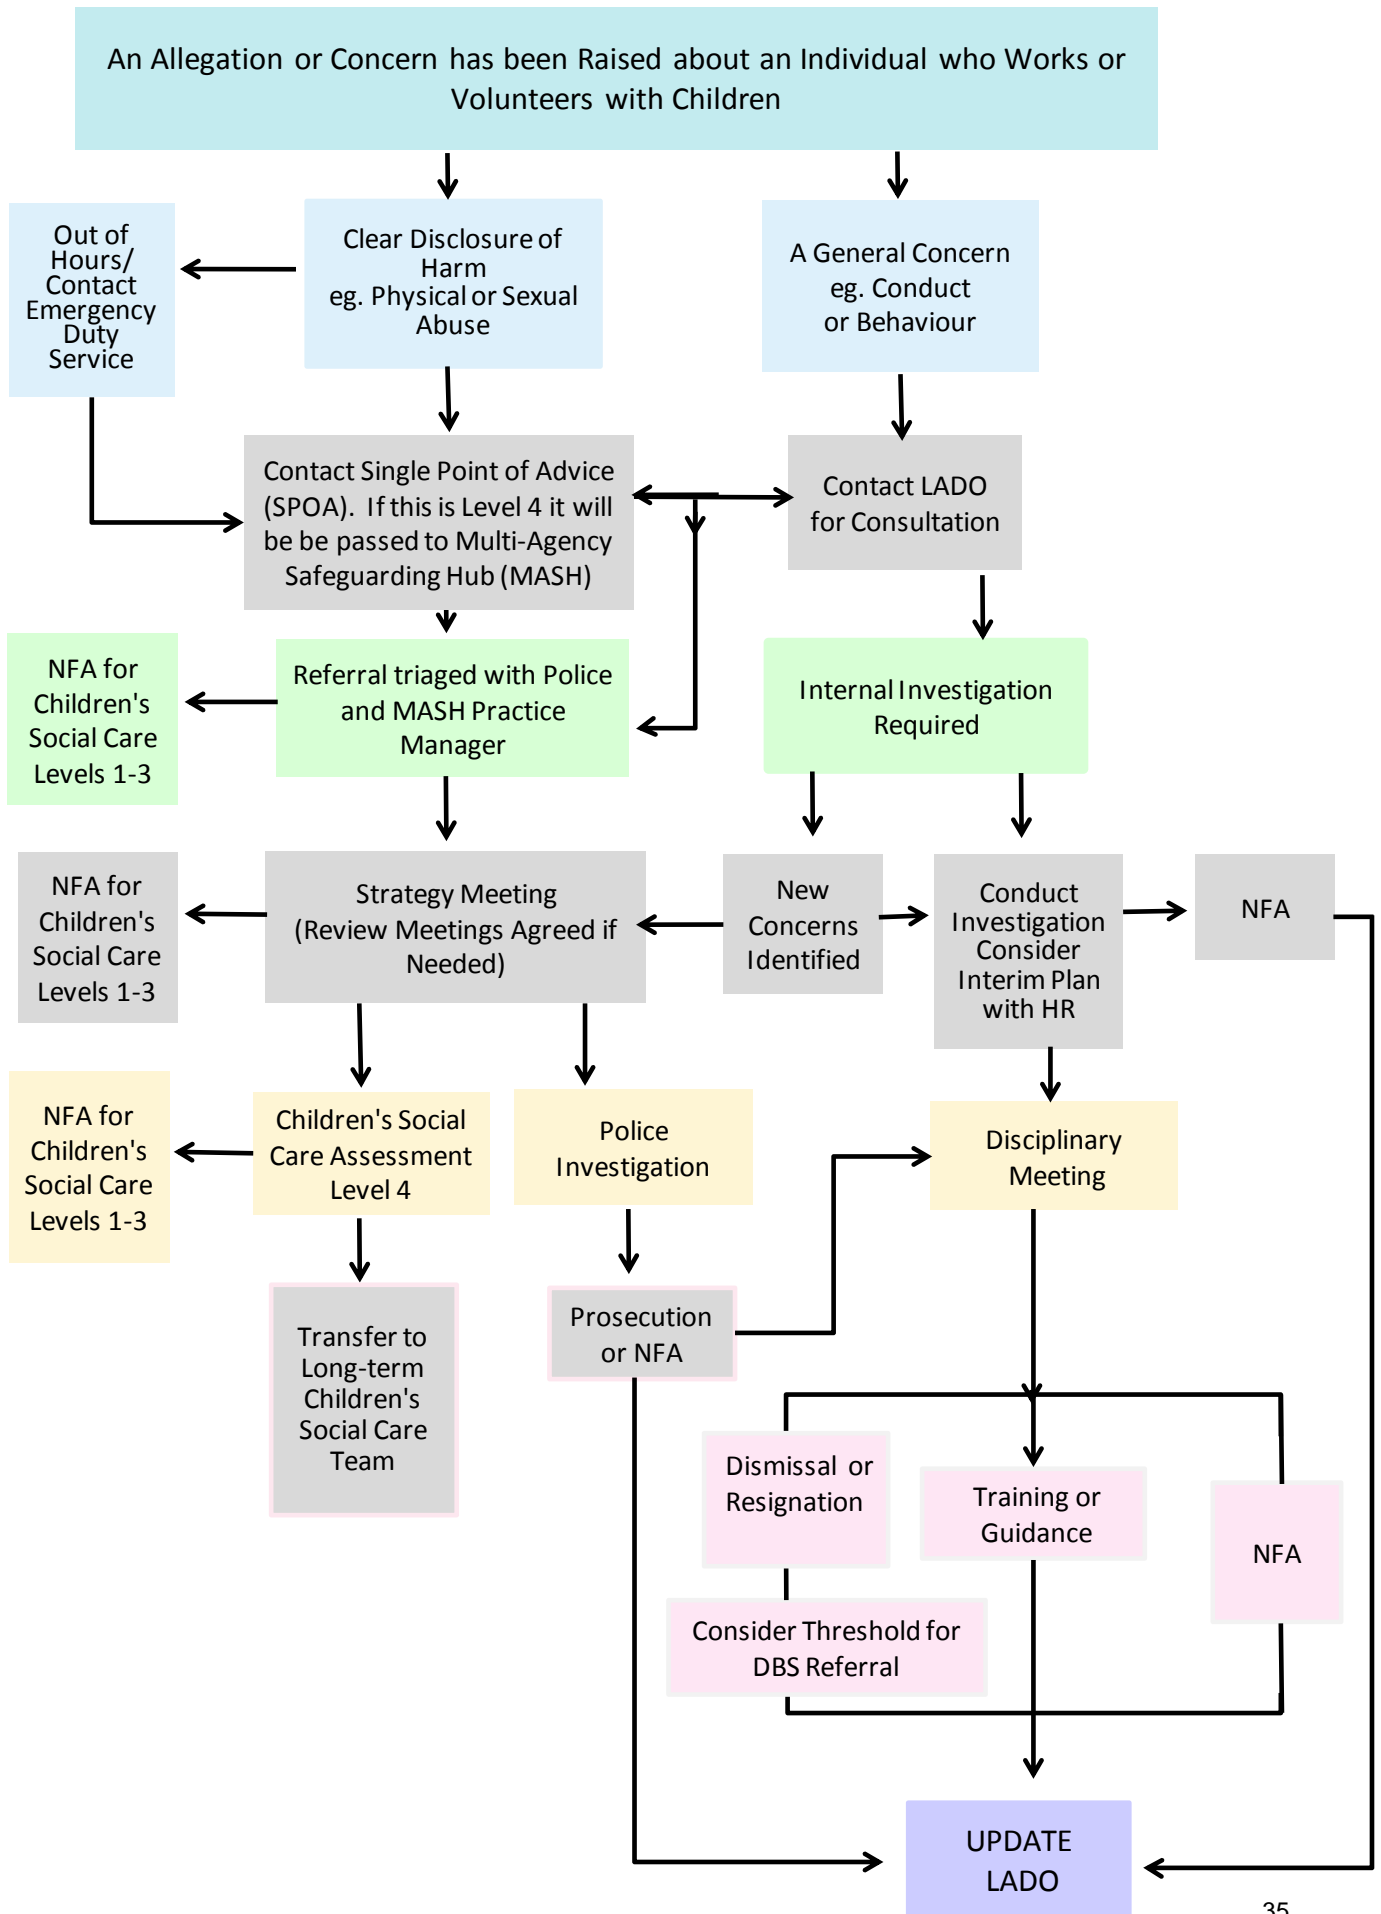 An Allegation or Concern has been Raised about an Individual who Works or
Volunteers with Children
Out of
Hours/
Contact
Emergency
Duty
Service
Clear Disclosure of
Harm
eg. Physical or Sexual
Abuse
A General Concern
eg. Conduct
or Behaviour
Contact Single Point of Advice
(SPOA). If this is Level 4 it will
be be passed to Multi-Agency
Safeguarding Hub (MASH)
Contact LADO
for Consultation
NFA for
Children's
Social Care
Levels 1-3
Referral triaged with Police
and MASH Practice
Manager
Internal Investigation
Required
NFA for
Children's
Social Care
Levels 1-3
Strategy Meeting
(Review Meetings Agreed if
Needed)
New
Concerns
Identified
Conduct
Investigation
Consider
Interim Plan
with HR
NFA
NFA for
Children's
Social Care
Levels 1-3
Children's Social
Care Assessment
Level 4
Police
Investigation
Disciplinary
Meeting
Transfer to
Long-term
Children's
Social Care
Team
Prosecution
or NFA
Dismissal or
Resignation
Training or
Guidance
NFA
Consider Threshold for
DBS Referral
UPDATE
LADO
35